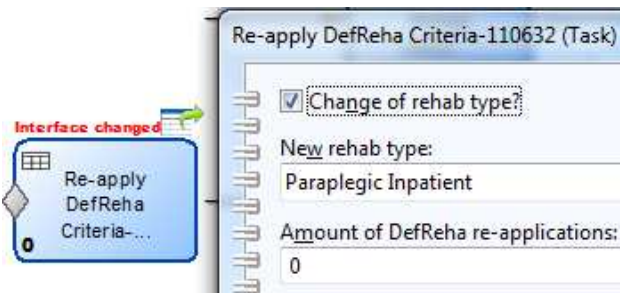 Interface changed
Re-apply
DefReha
Criteria-...
0
Re-apply DefReha Criteria-110632 (Task)
Change of rehab type?
New rehab type:
Paraplegic Inpatient
Amount of DefReha re-applications:
0